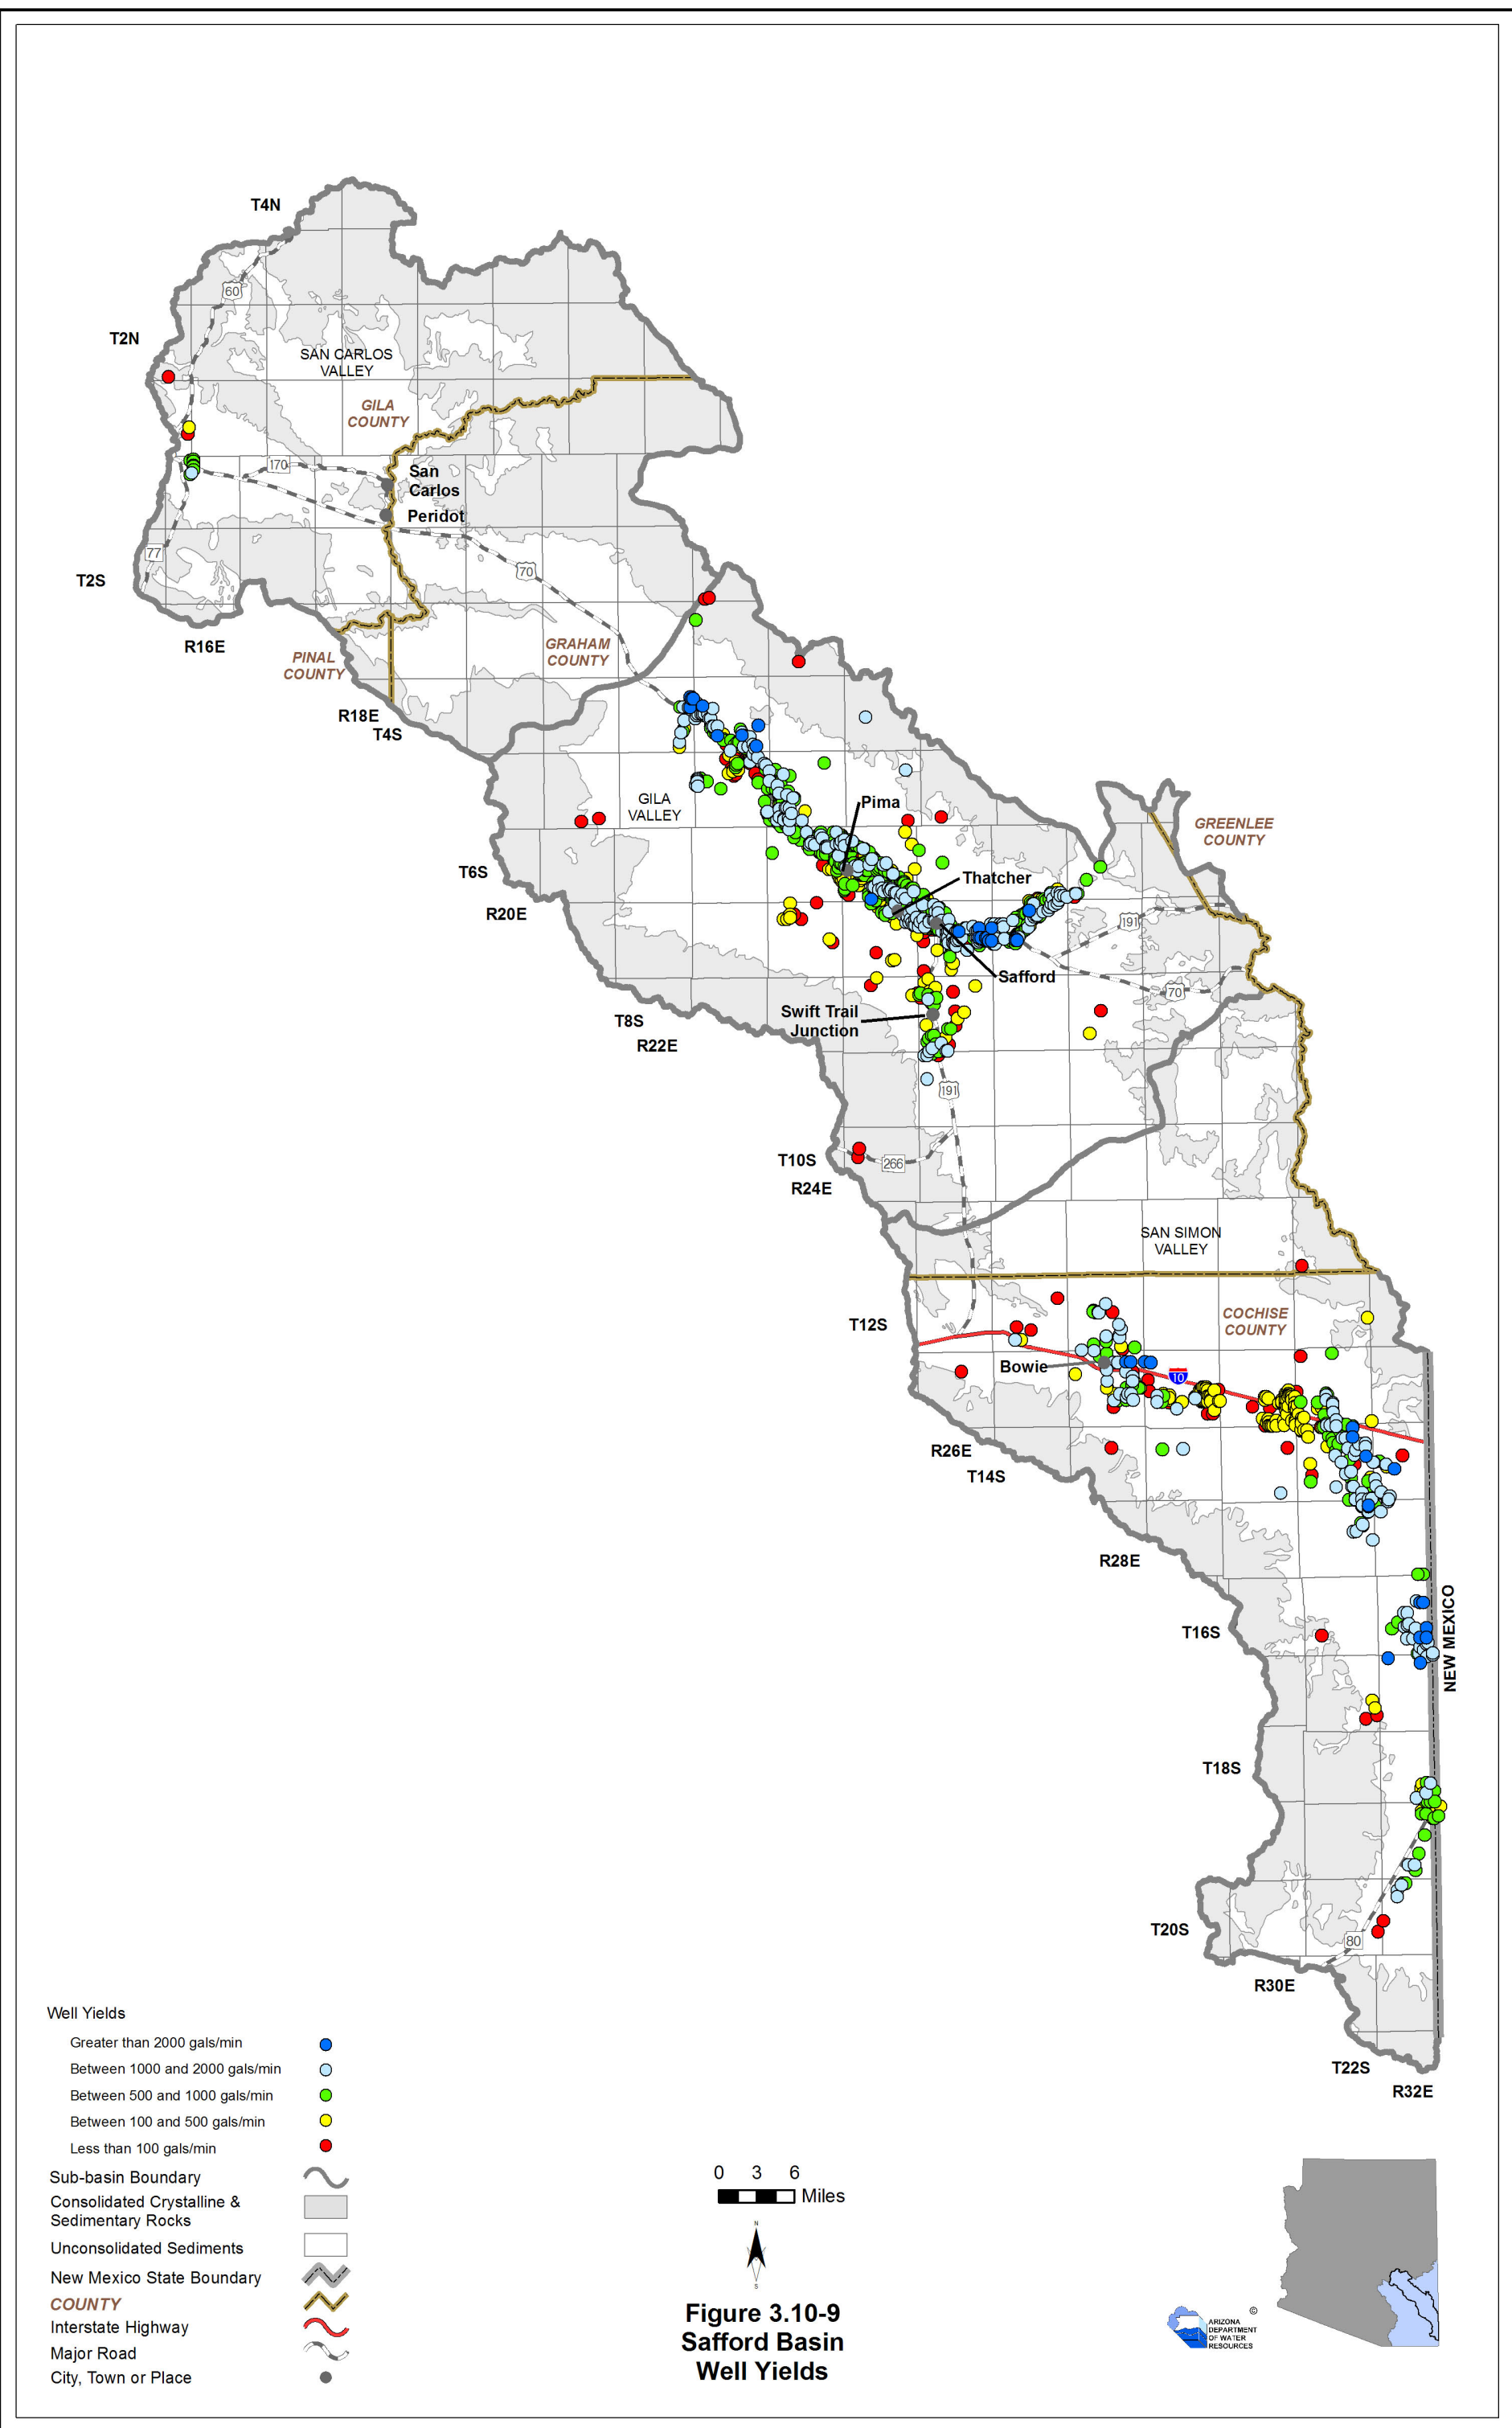 T4N
60
T2N
SAN CARLOS
VALLEY
GILA
COUNTY
170
San
Carlos
Peridot
77
70
T2S
R16E
PINAL
COUNTY
GRAHAM
COUNTY
R18E
T4S
GILA
VALLEY
Pima
GREENLEE
COUNTY
T6S
Thatcher
R20E
191
Safford
70
Swift Trail
Junction
T8S
R22E
191
T10S
266
R24E
SAN SIMON
VALLEY
T12S
COCHISE
COUNTY
Bowie
10
R26E
T14S
R28E
NEW MEXICO
T16S
T18S
T20S
80
R30E
T22S
R32E
Well Yields
Greater than 2000 gals/min
Between 1000 and 2000 gals/min
Between 500 and 1000 gals/min
Between 100 and 500 gals/min
Less than 100 gals/min
Sub-basin Boundary
Consolidated Crystalline &
Sedimentary Rocks
Unconsolidated Sediments
New Mexico State Boundary
COUNTY
Interstate Highway
Major Road
City, Town or Place
0 3 6
Miles
N
S
Figure 3.10-9
Safford Basin
Well Yields
©
ARIZONA
DEPARTMENT
OF WATER
RESOURCES